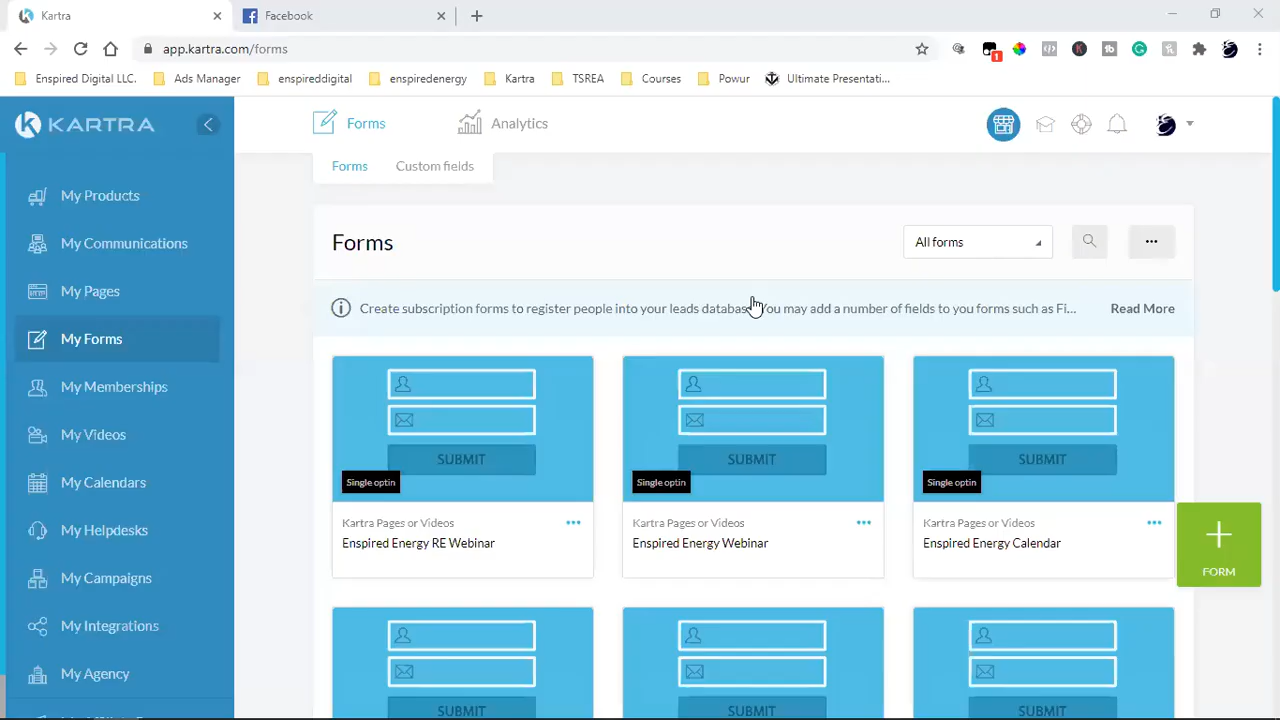 Kartra
Facebook
app.kartra.com/forms
1
Enspired Digital LLC.
Ads Manager
enspireddigital
enspiredenergy
Kartra
TSREA
Courses
Powur
Ultimate Presentati...
KARTRA
Forms
Analytics
Forms
Custom fields
My Products
My Communications
My Pages
My Forms
My Memberships
My Videos
My Calendars
My Helpdesks
My Campaigns
My Integrations
My Agency
Forms
All forms
Create subscription forms to register people into your leads database. You may add a number of fields to you forms such as Fi...
Read More
SUBMIT
SUBMIT
SUBMIT
Single optin
Single optin
Single optin
Kartra Pages or Videos
Kartra Pages or Videos
Kartra Pages or Videos
Enspired Energy RE Webinar
Enspired Energy Webinar
Enspired Energy Calendar
FORM
SUBMIT
SUBMIT
SUBMIT